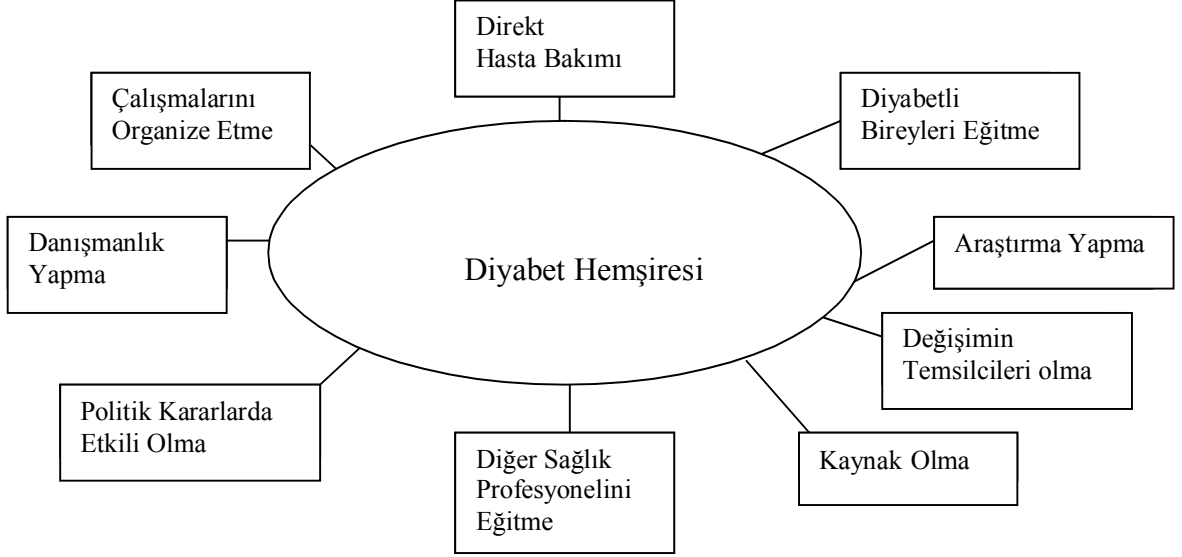 Direkt
Hasta Bakımı
Çalışmalarını
Organize Etme
Diyabetli
Bireyleri Eğitme
Danışmanlık
Yapma
Diyabet Hemşiresi
Araştırma Yapma
Değişimin
Temsilcileri olma
Politik Kararlarda
Etkili Olma
Diğer Sağlık
Profesyonelini
Eğitme
Kaynak Olma